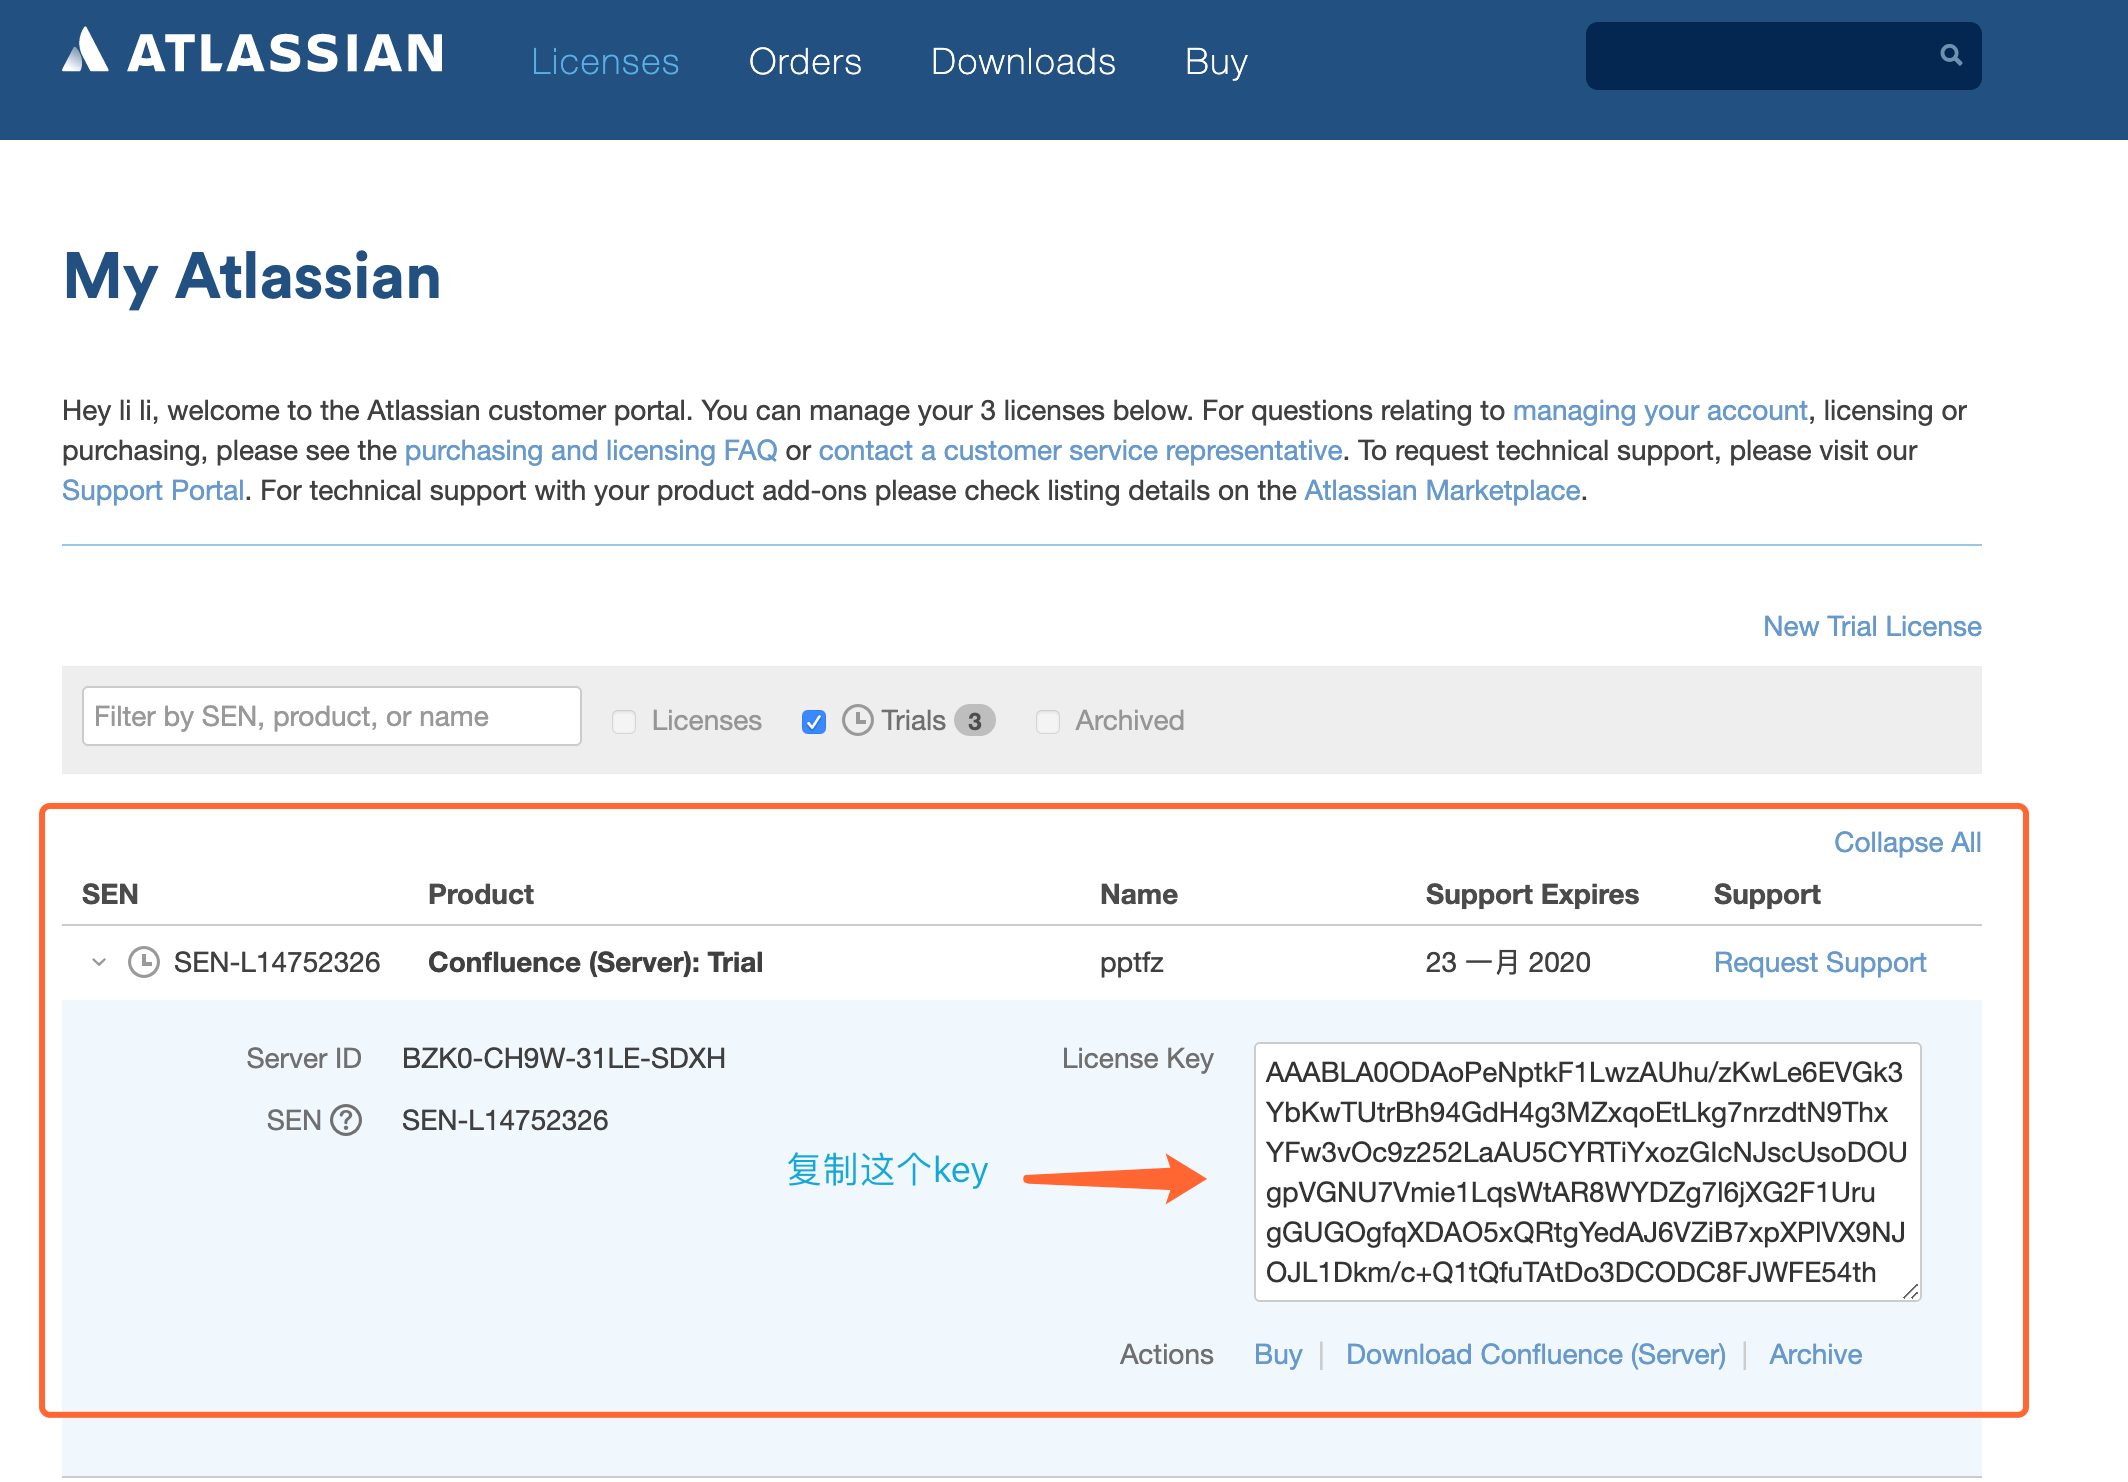 ATLASSIAN Licenses Orders Downloads Buy
My Atlassian
Hey li li, welcome to the Atlassian customer portal. You can manage your 3 licenses below. For questions relating to managing your account, licensing or
purchasing, please see the purchasing and licensing FAQ or contact a customer service representative. To request technical support, please visit our
Support Portal. For technical support with your product add-ons please check listing details on the Atlassian Marketplace.
New Trial License
Filter by SEN, product, or name Licenses Trials 3 Archived
Collapse All
SEN Product Name Support Expires Support
SEN-L14752326 Confluence (Server): Trial pptfz 23 一月 2020 Request Support
Server ID BZK0-CH9W-31LE-SDXH License Key
SEN ? SEN-L14752326
复制这个key
AAABLA0ODAoPeNptkF1LwzAUhu/zKwLe6EVGk3
YbKwTUtrBh94GdH4g3MZxqoEtLkg7nrzdtN9Thx
YFw3vOc9z252LaAU5CYRTiYxozGIcNJscUsoDOU
gpVGNU7Vmie1LqsWtAR8WYDZg7l6jXG2F1Uru
gGUGOgfqXDAO5xQRtgYedAJ6VZiB7xpXPlVX9NJ
OJL1Dkm/c+Q1tQfuTAtDo3DCODC8FJWFE54th
Actions Buy | Download Confluence (Server) | Archive